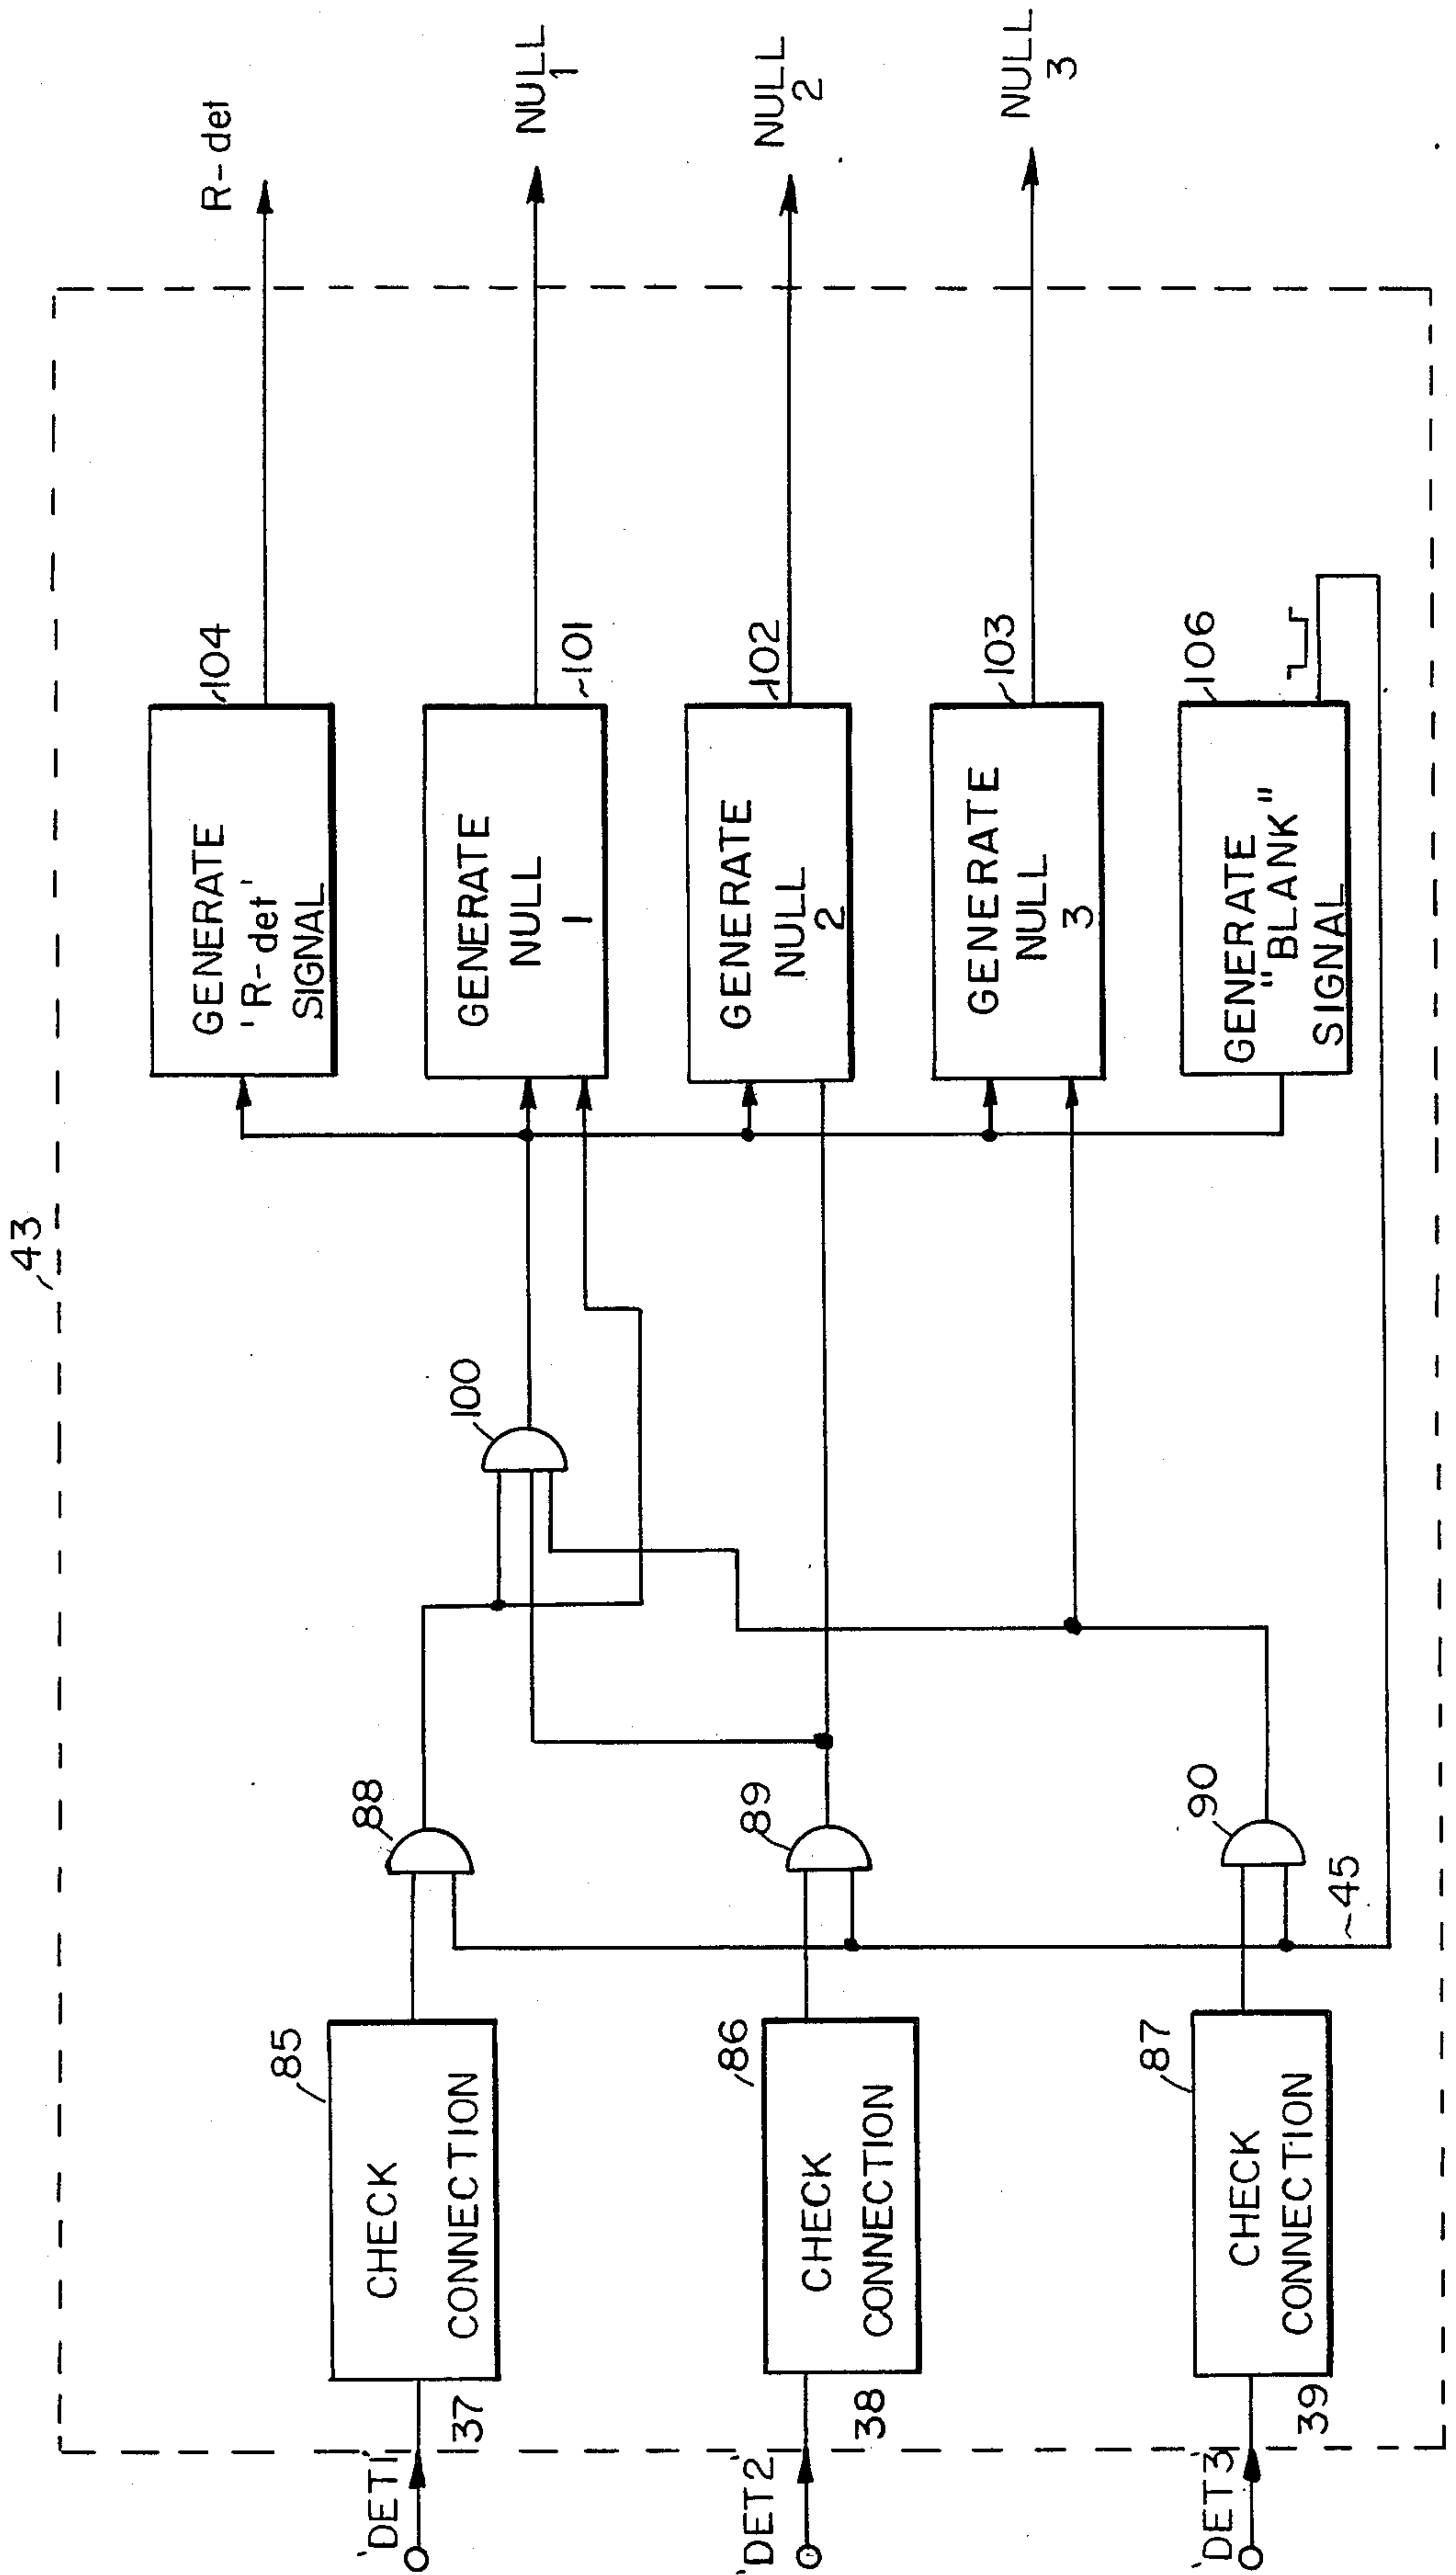 43
'DET1'
37
CHECK
CONNECTION
85
88
100
GENERATE
'R-det'
SIGNAL
104
R-det
GENERATE
NULL
1
101
NULL
1
'DET2'
38
CHECK
CONNECTION
86
89
GENERATE
NULL
2
102
NULL
2
'DET3'
39
CHECK
CONNECTION
87
90
45
GENERATE
NULL
3
103
NULL
3
GENERATE
"BLANK"
SIGNAL
106